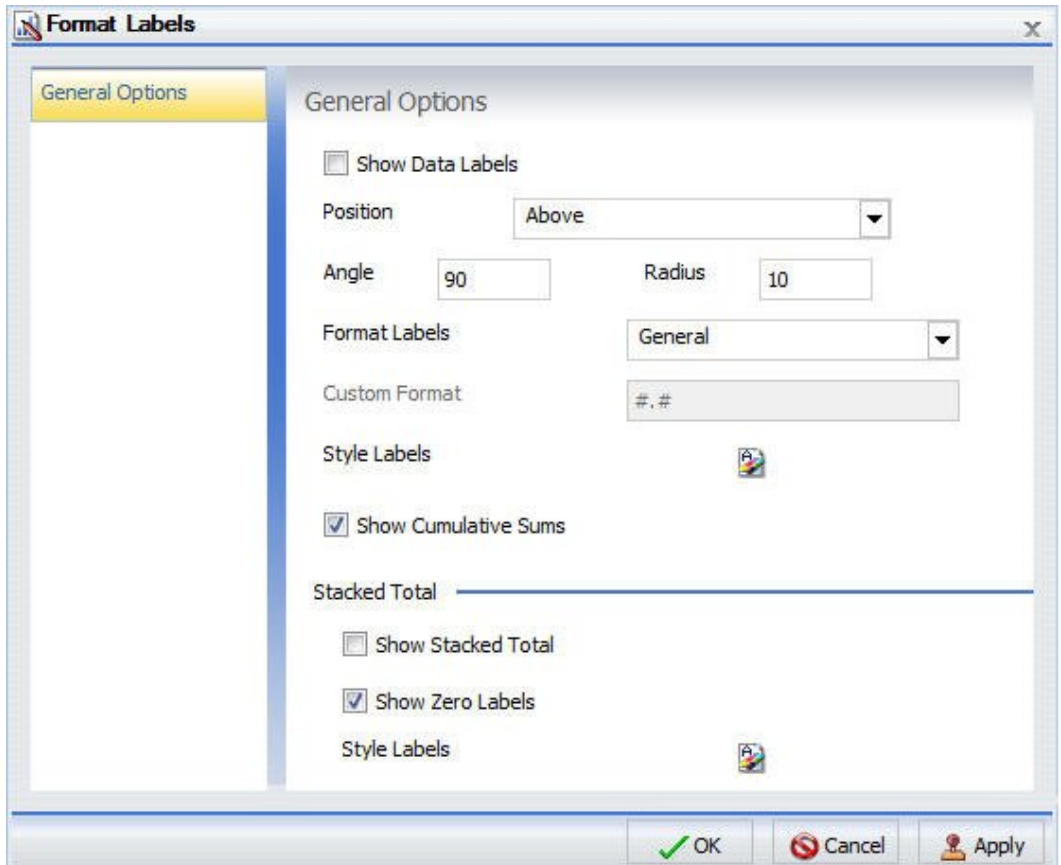 Format Labels
General Options
General Options
Show Data Labels
Position Above
Angle 90 Radius 10
Format Labels General
Custom Format #.#
Style Labels
Show Cumulative Sums
Stacked Total
Show Stacked Total
Show Zero Labels
Style Labels
OK Cancel Apply